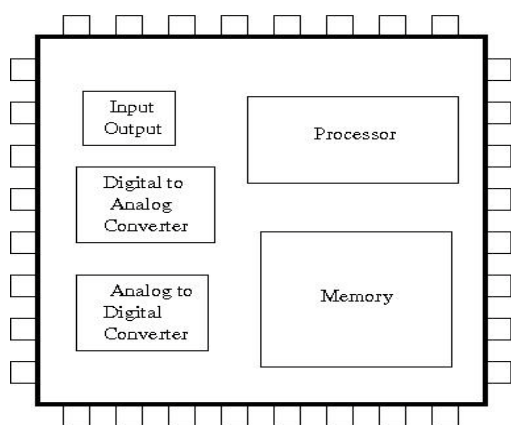 Input
Output
Processor
Digital to
Analog
Converter
Analog to
Digital
Converter
Memory